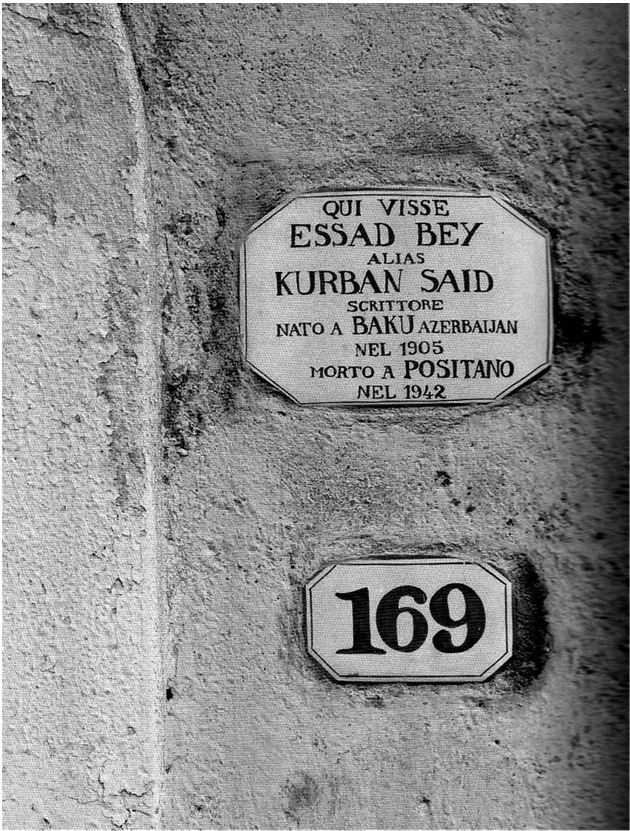 QUI VISSE
ESSAD BEY
ALIAS
KURBAN SAID
SCRITTORE
NATO A BAKU AZERBAIJAN
NEL 1905
MORTO A POSITANO
NEL 1942
169